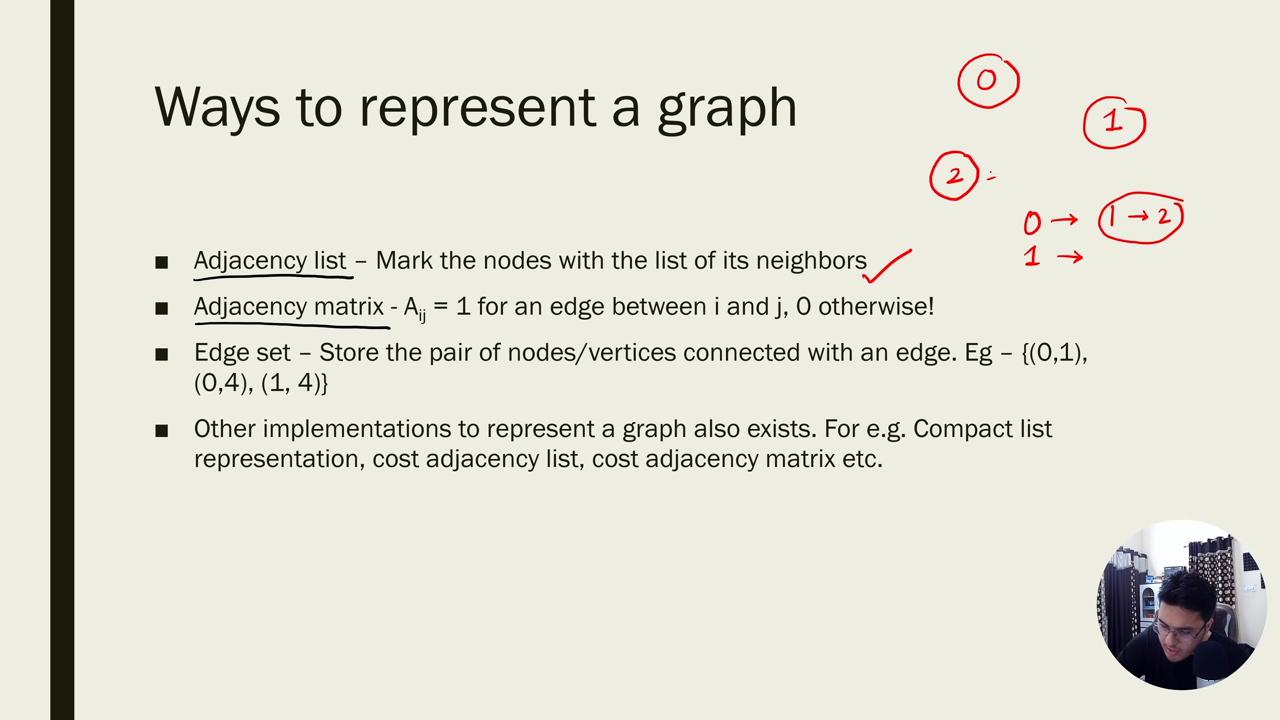 Ways to represent a graph
0
1
2 ÷
0 → 1 → 2
1 →
■ Adjacency list – Mark the nodes with the list of its neighbors
■ Adjacency matrix - Aij = 1 for an edge between i and j, 0 otherwise!
■ Edge set – Store the pair of nodes/vertices connected with an edge. Eg – {(0,1),
(0,4), (1, 4)}
■ Other implementations to represent a graph also exists. For e.g. Compact list
representation, cost adjacency list, cost adjacency matrix etc.